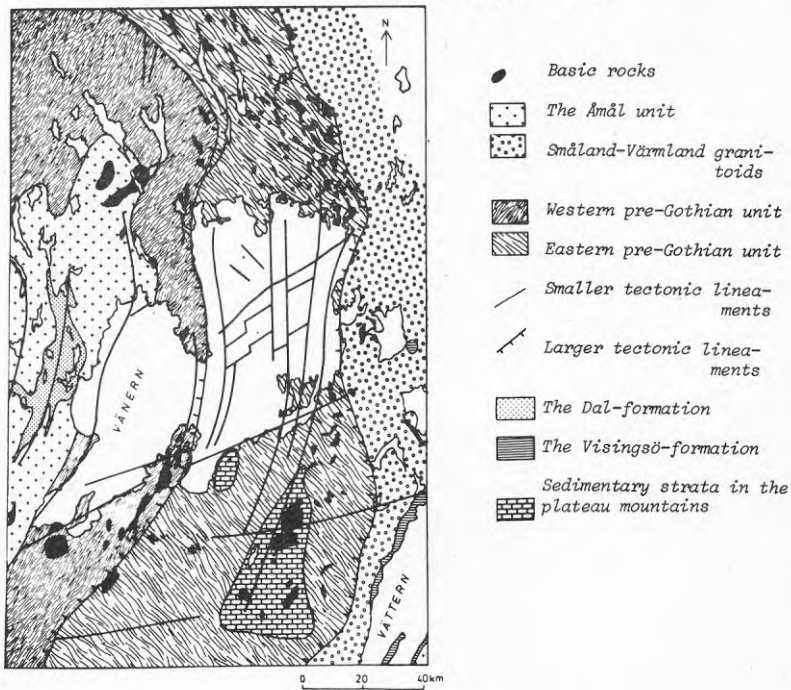 N
Basic rocks
The Åmål unit
Småland-Värmland grani-
toids
Western pre-Gothian unit
Eastern pre-Gothian unit
Smaller tectonic linea-
ments
Larger tectonic linea-
ments
The Dal-formation
The Visingsö-formation
Sedimentary strata in the
plateau mountains
VÄNERN
VÄTTERN
0 20 40km